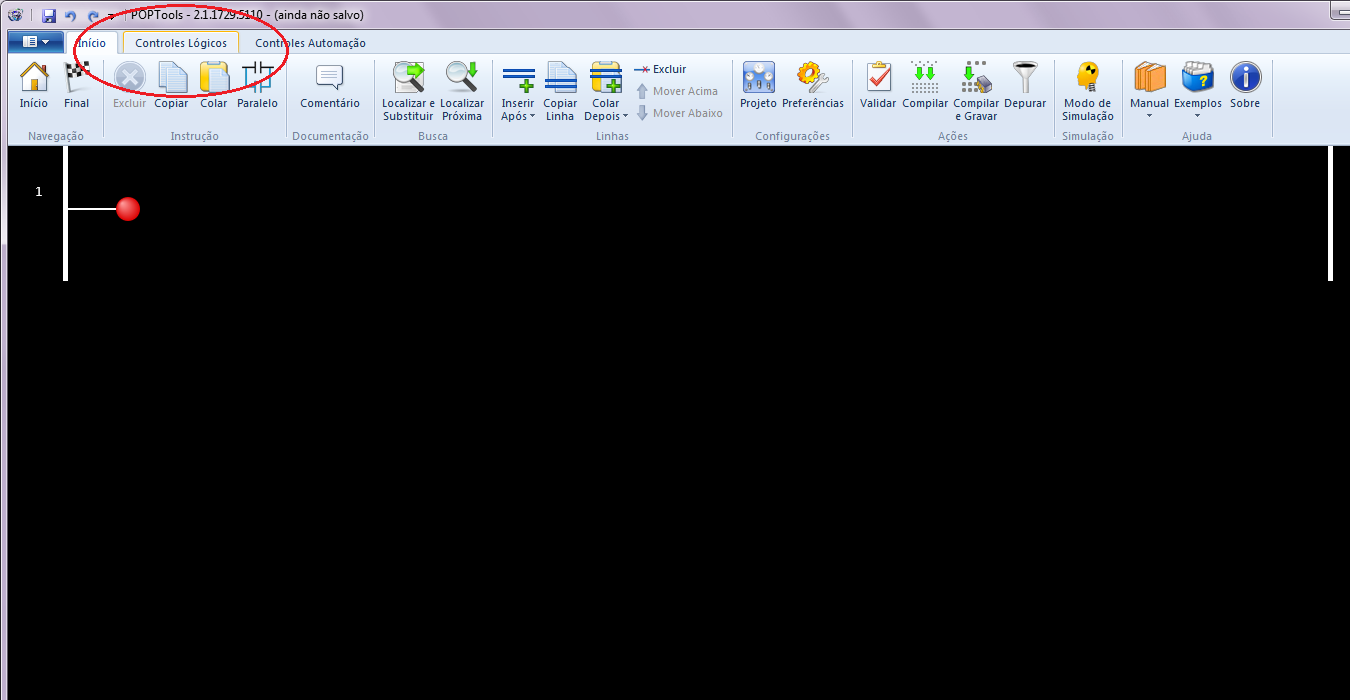 POPTools - 2.1.1729.5110 - (ainda não salvo)
Início Controles Lógicos Controles Automação
Início Final Excluir Copiar Colar Paralelo Comentário Localizar e Substituir Localizar Próxima Inserir Após Copiar Linha Colar Depois Excluir Mover Acima Mover Abaixo Projeto Preferências Validar Compilar Compilar e Gravar Depurar Modo de Simulação Manual Exemplos Sobre
Navegação Instrução Documentação Busca Linhas Configurações Ações Simulação Ajuda
1